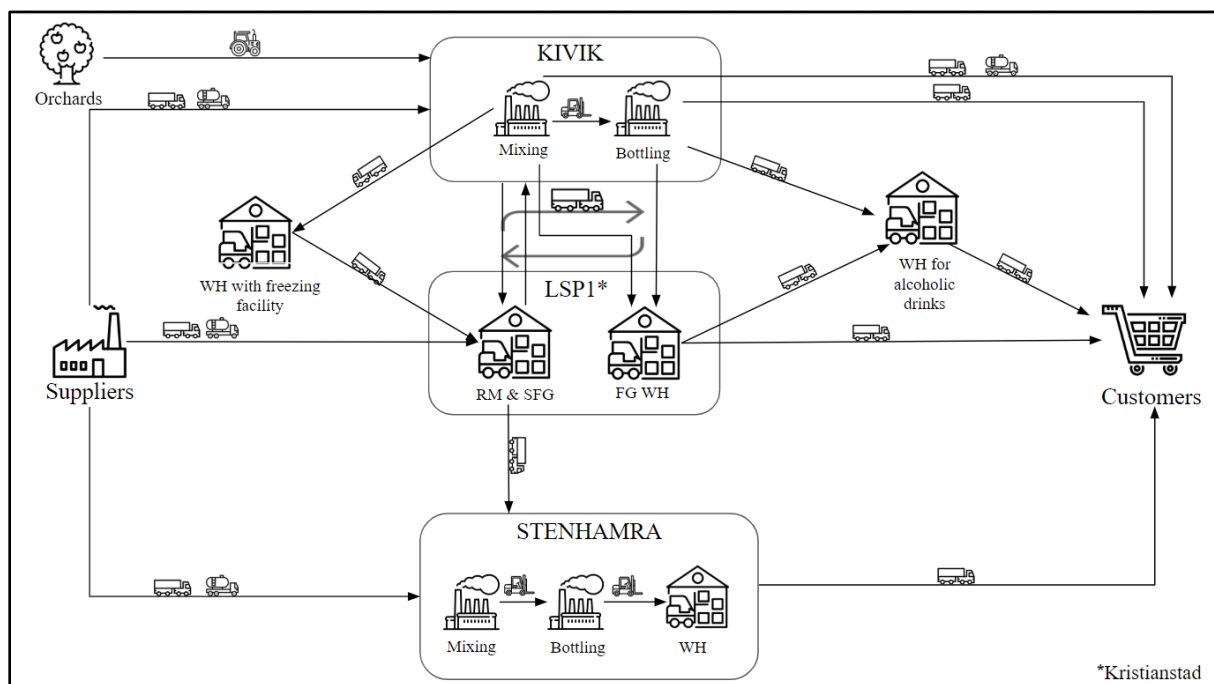 KIVIK
Orchards
Mixing
Bottling
WH with freezing
facility
WH for
alcoholic
drinks
LSP1*
Suppliers
RM & SFG
FG WH
Customers
STENHAMRA
Mixing
Bottling
WH
*Kristianstad